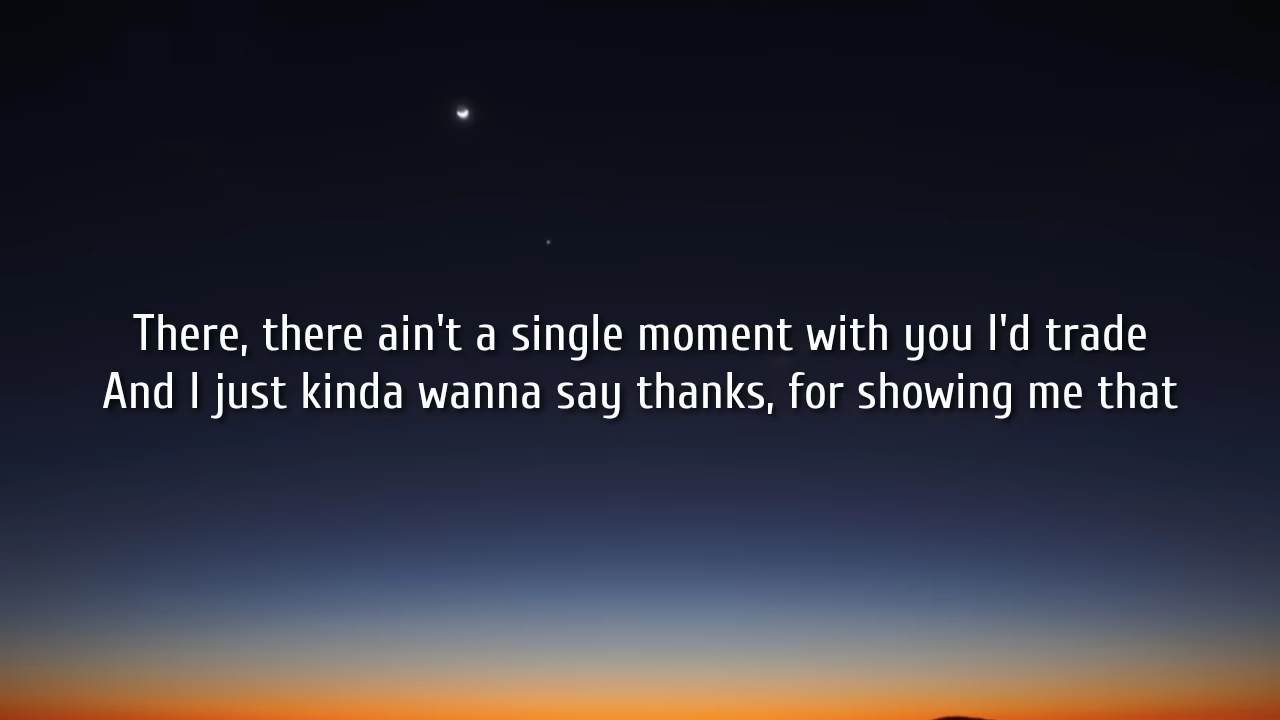 There, there ain't a single moment with you I'd trade
And I just kinda wanna say thanks, for showing me that